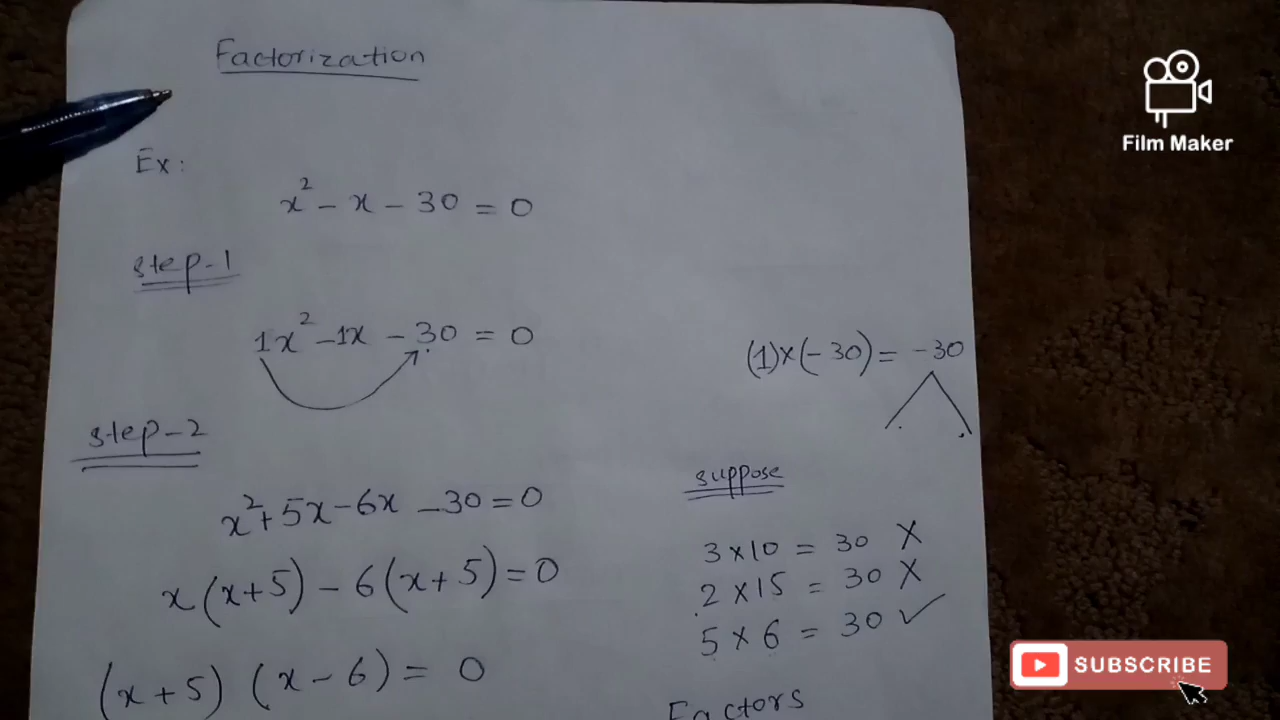 Factorization
Film Maker
Ex:
x² - x - 30 = 0
step-1
1x² - 1x - 30 = 0
(1)×(-30) = -30
step-2
suppose
x² + 5x - 6x - 30 = 0
3 × 10 = 30 X
x(x+5) - 6(x+5) = 0
2 × 15 = 30 X
5 × 6 = 30 ✓
(x+5) (x-6) = 0
SUBSCRIBE
Factors